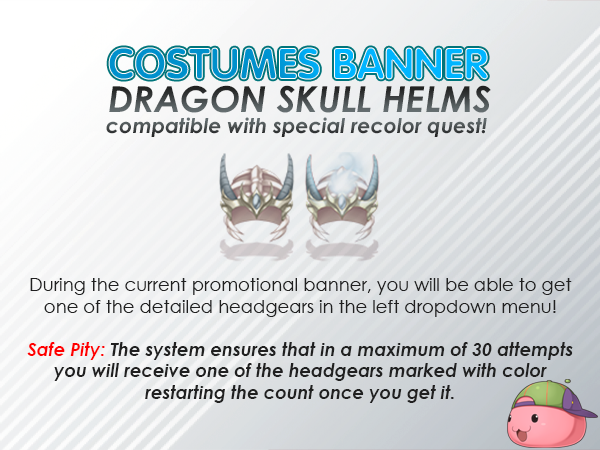 COSTUMES BANNER
DRAGON SKULL HELMS
compatible with special recolor quest!
During the current promotional banner, you will be able to get
one of the detailed headgears in the left dropdown menu!
Safe Pity: The system ensures that in a maximum of 30 attempts
you will receive one of the headgears marked with color
restarting the count once you get it.